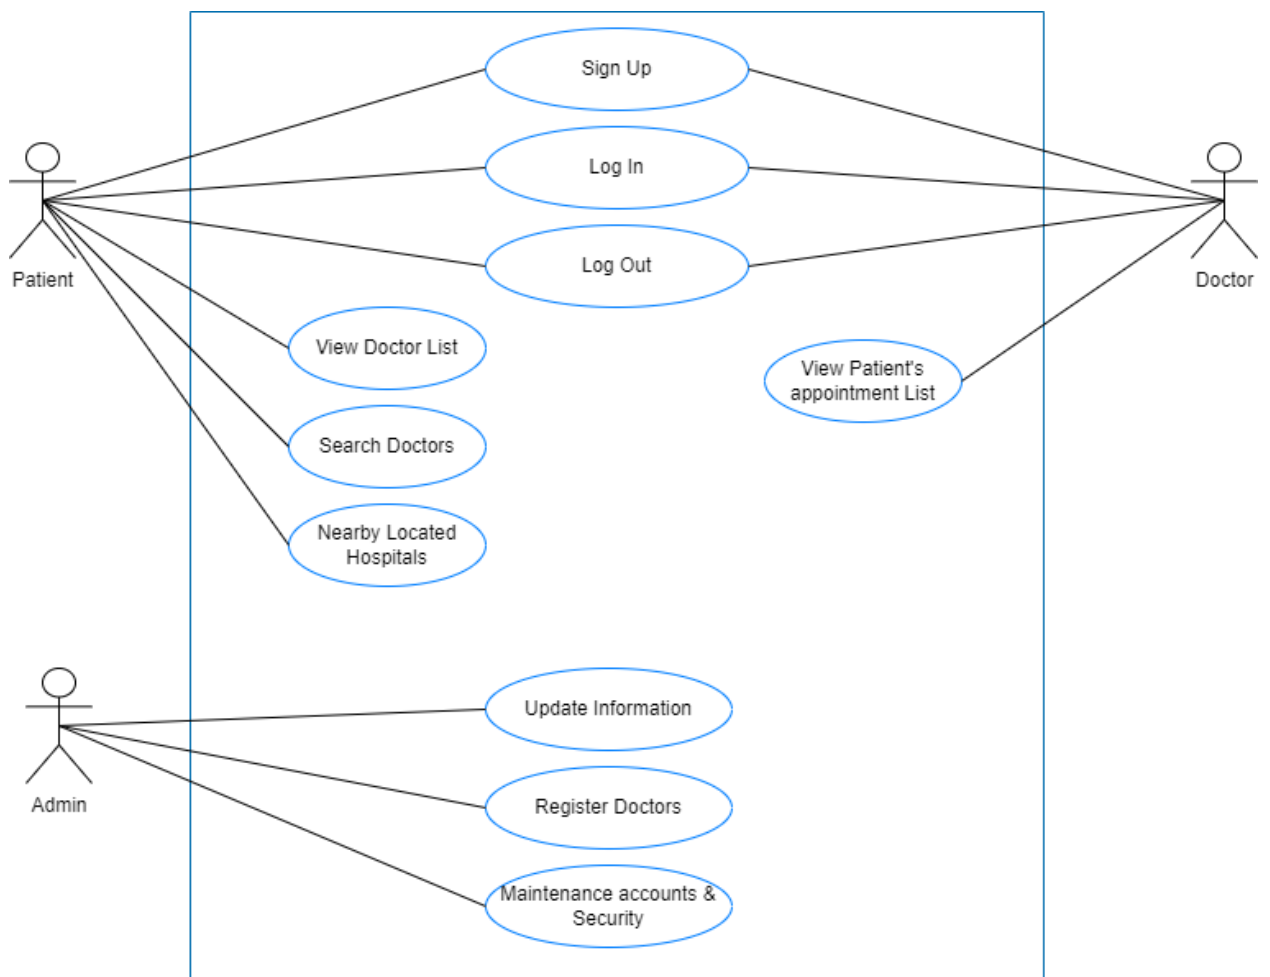 Sign Up
Log In
Log Out
Patient
Doctor
View Doctor List
View Patient's
appointment List
Search Doctors
Nearby Located
Hospitals
Update Information
Admin
Register Doctors
Maintenance accounts &
Security